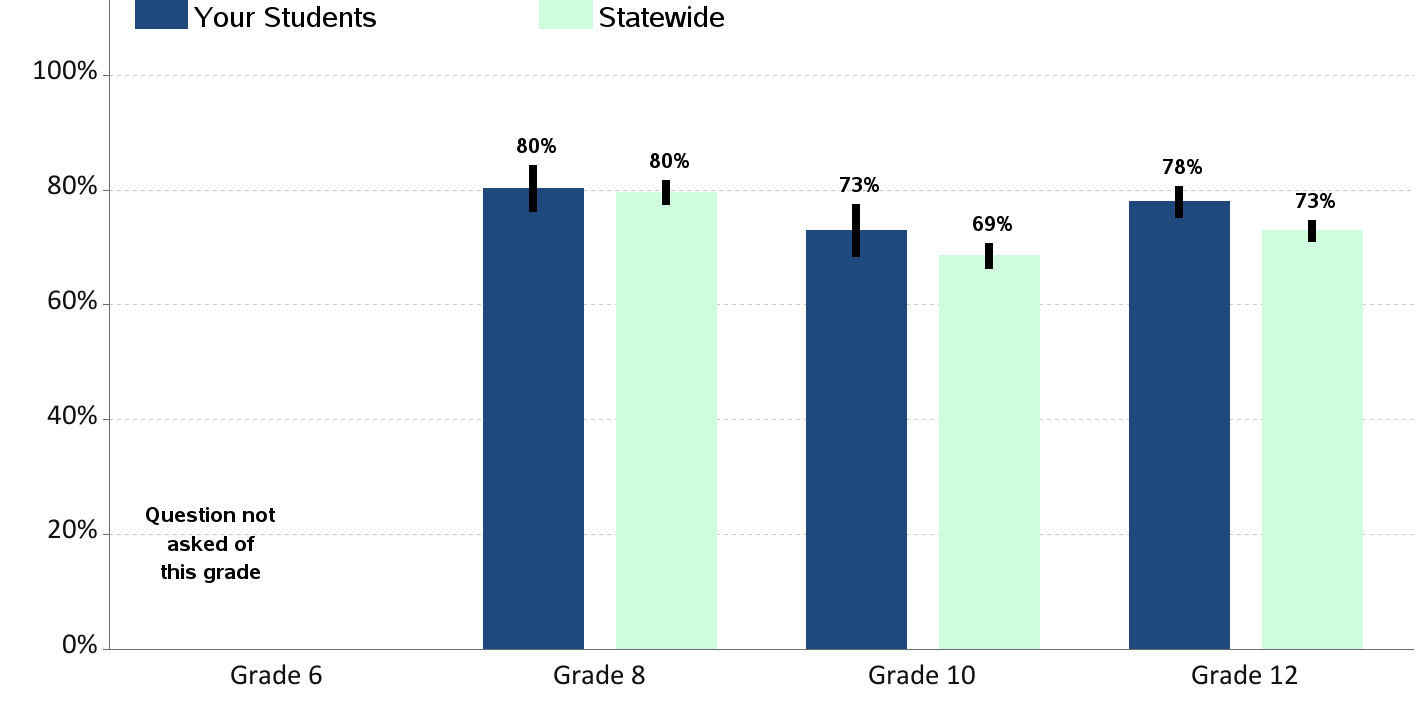 Your Students
Statewide
100%
80%
60%
40%
20%
0%
80%
80%
73%
69%
78%
73%
Question not
asked of
this grade
Grade 6
Grade 8
Grade 10
Grade 12